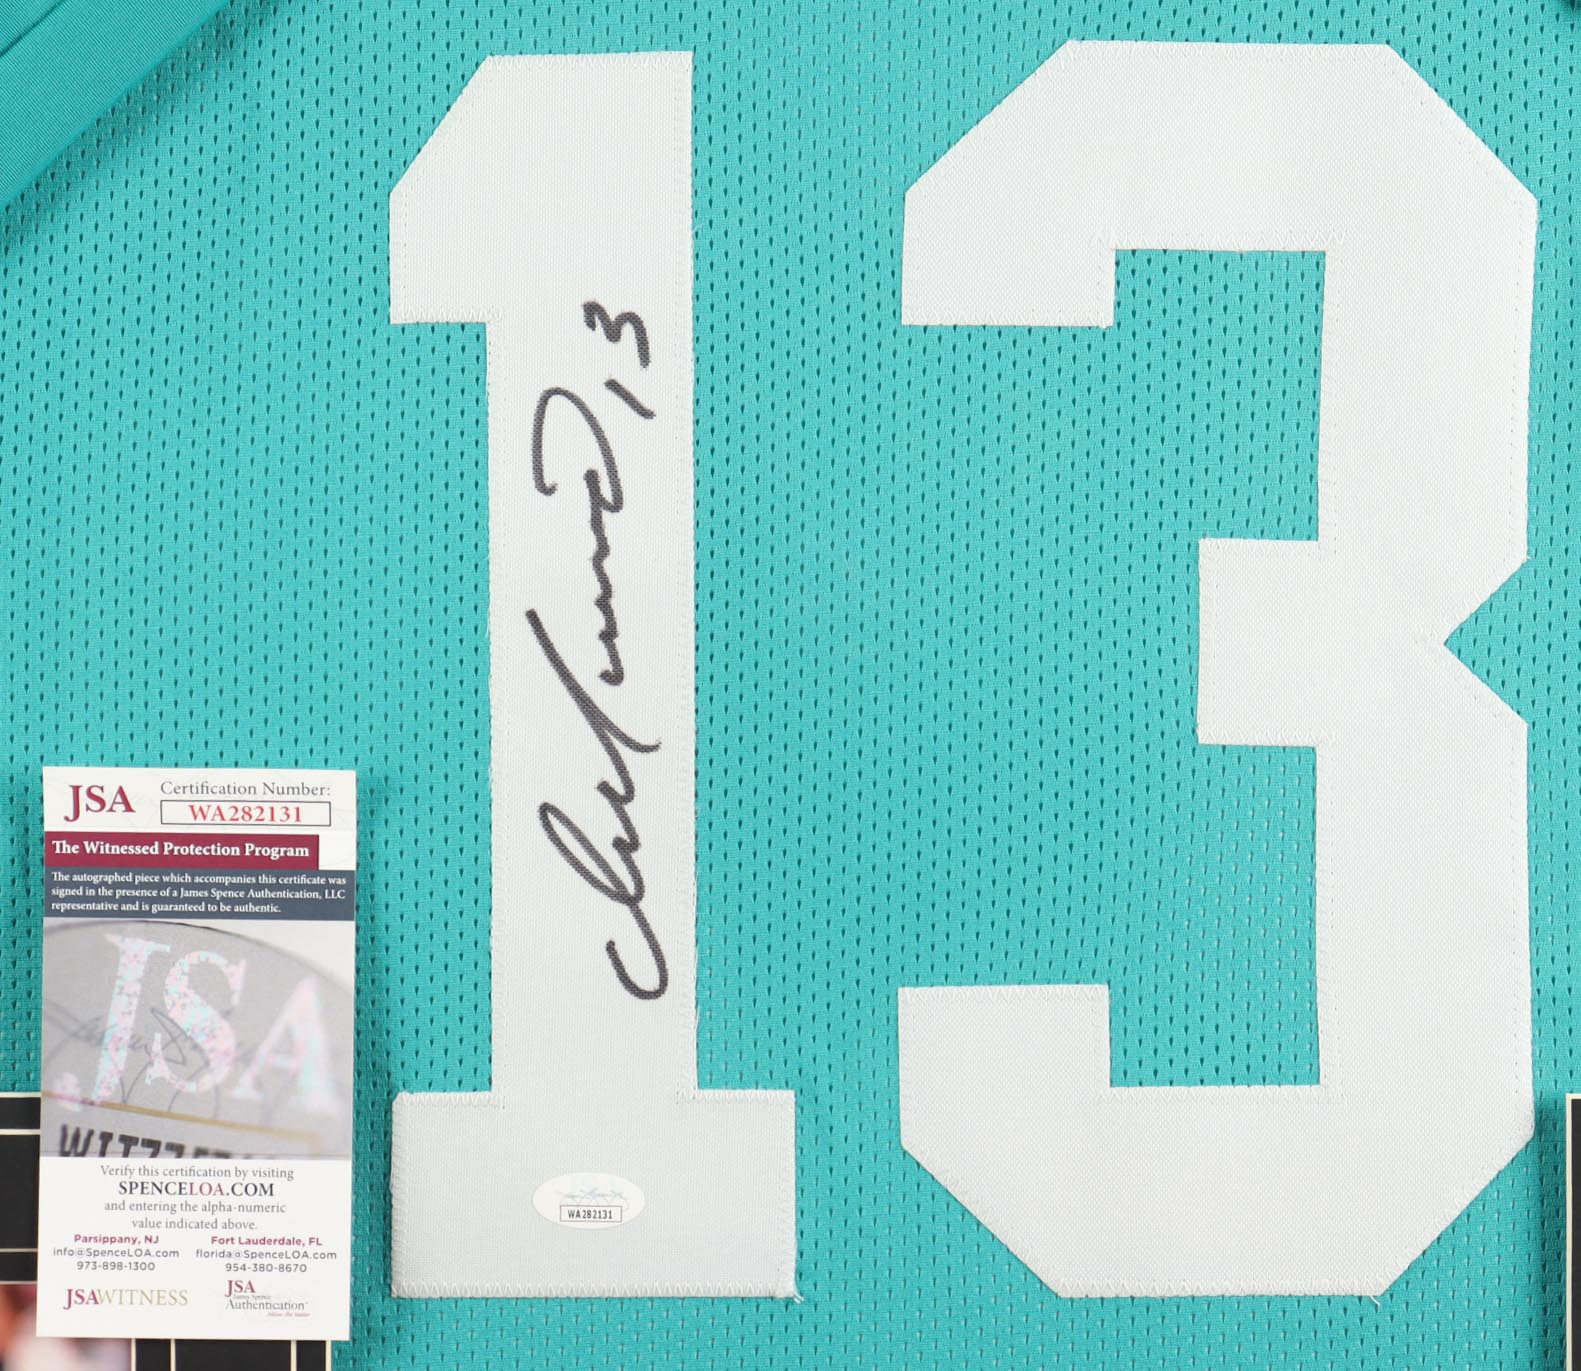 13
13
JSA
Certification Number:
WA282131
The Witnessed Protection Program
The autographed piece which accompanies this certificate was
signed in the presence of a James Spence Authentication, LLC
representative and is guaranteed to be authentic.
JSA
Verify this certification by visiting
SPENCELOA.COM
and entering the alpha-numeric
value indicated above.
Parsippany, NJ
info@SpenceLOA.com
973-898-1300
Fort Lauderdale, FL
florida@SpenceLOA.com
954-380-8670
JSAWITNESS
JSA
James Spence
Authentication
WA282131